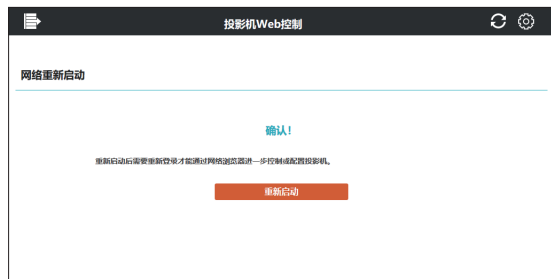 投影机Web控制
网络重新启动
确认！
重新启动后需要重新登录才能通过网络浏览器进一步控制或配置投影机。
重新启动